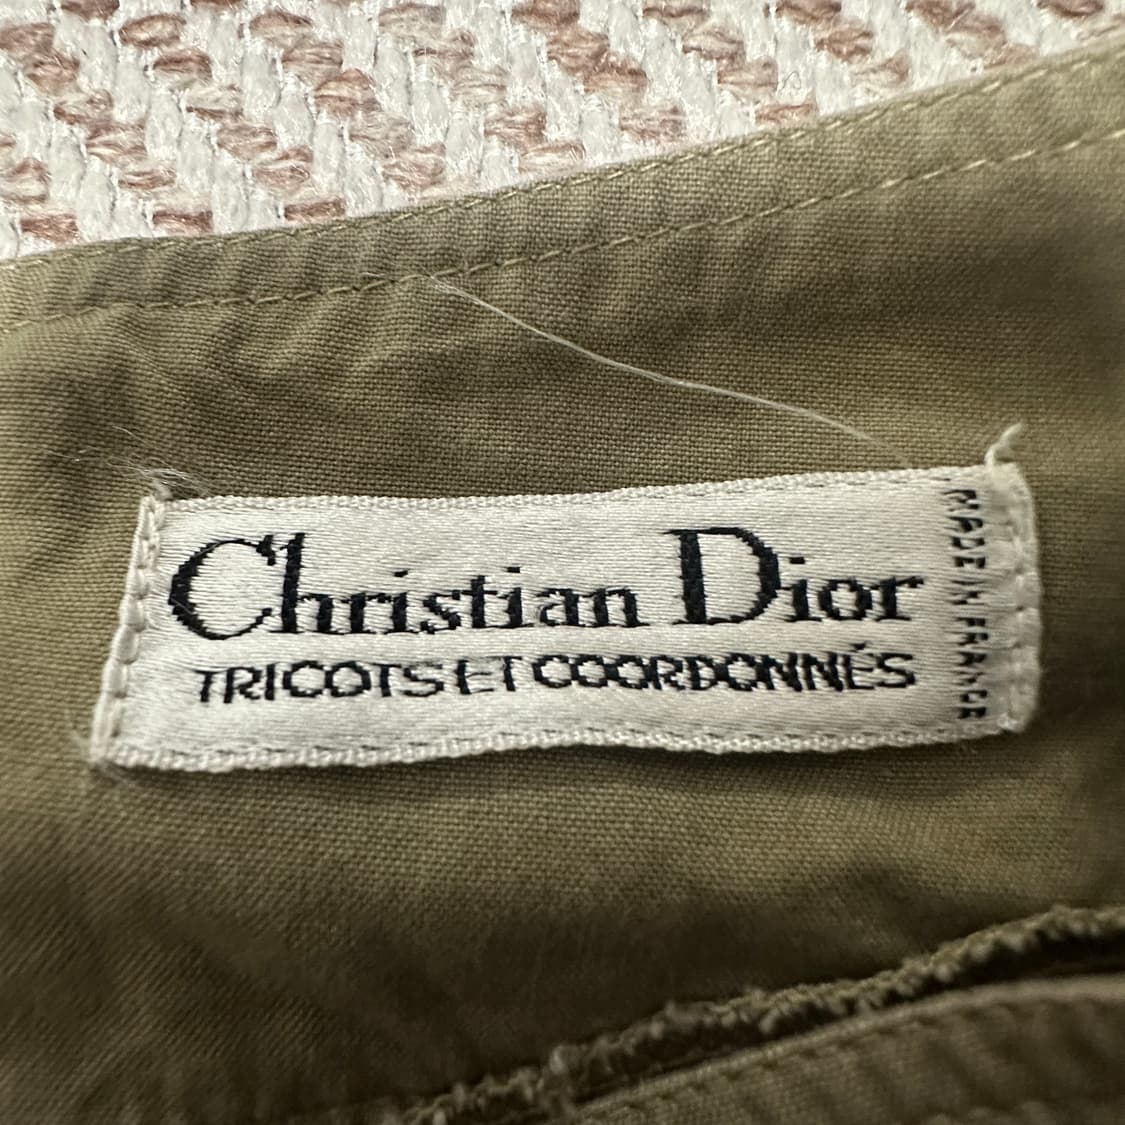 Christian Dior
TRICOTS ET COORDONNÉS
MADE IN FRANCE